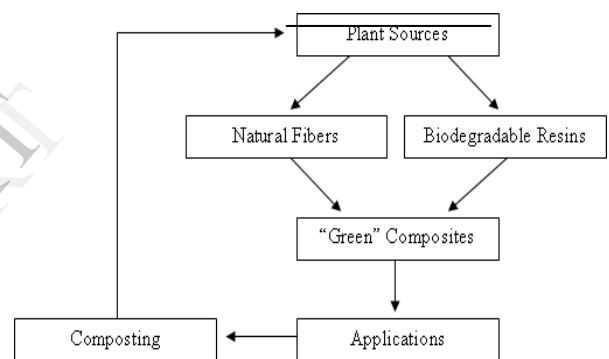 Plant Sources
Natural Fibers
Biodegradable Resins
“Green” Composites
Composting
Applications